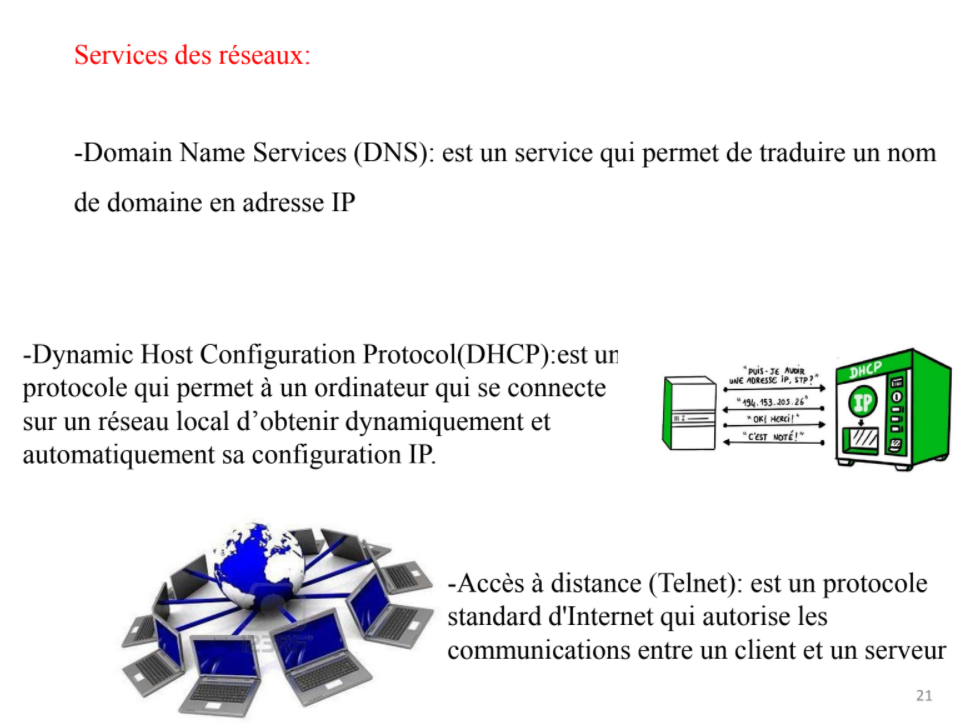 Services des réseaux:
-Domain Name Services (DNS): est un service qui permet de traduire un nom
de domaine en adresse IP
-Dynamic Host Configuration Protocol(DHCP):est un
protocole qui permet à un ordinateur qui se connecte
sur un réseau local d’obtenir dynamiquement et
automatiquement sa configuration IP.
"PUIS-JE AVOIR
UNE ADRESSE IP, STP?"
"194.153.205.26"
"OK! MERCI!"
"C'EST NOTÉ!"
DHCP
IP
-Accès à distance (Telnet): est un protocole
standard d'Internet qui autorise les
communications entre un client et un serveur
21